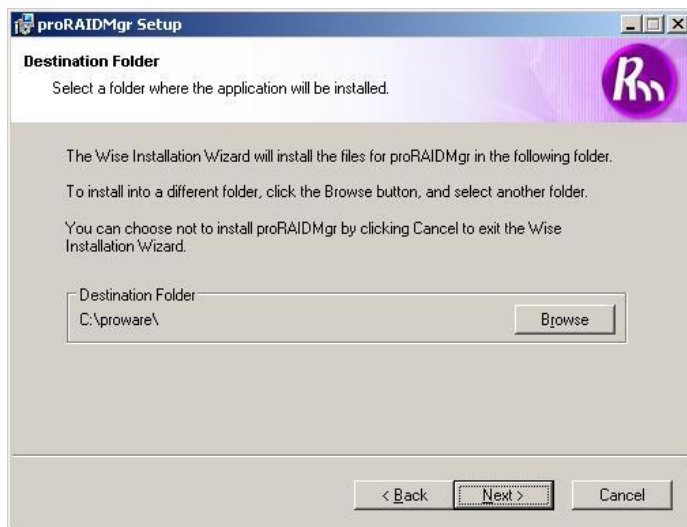 proRAIDMgr Setup
Destination Folder
Select a folder where the application will be installed.
Rm
The Wise Installation Wizard will install the files for proRAIDMgr in the following folder.
To install into a different folder, click the Browse button, and select another folder.
You can choose not to install proRAIDMgr by clicking Cancel to exit the Wise
Installation Wizard.
Destination Folder
C:\proware\
Browse
< Back
Next >
Cancel